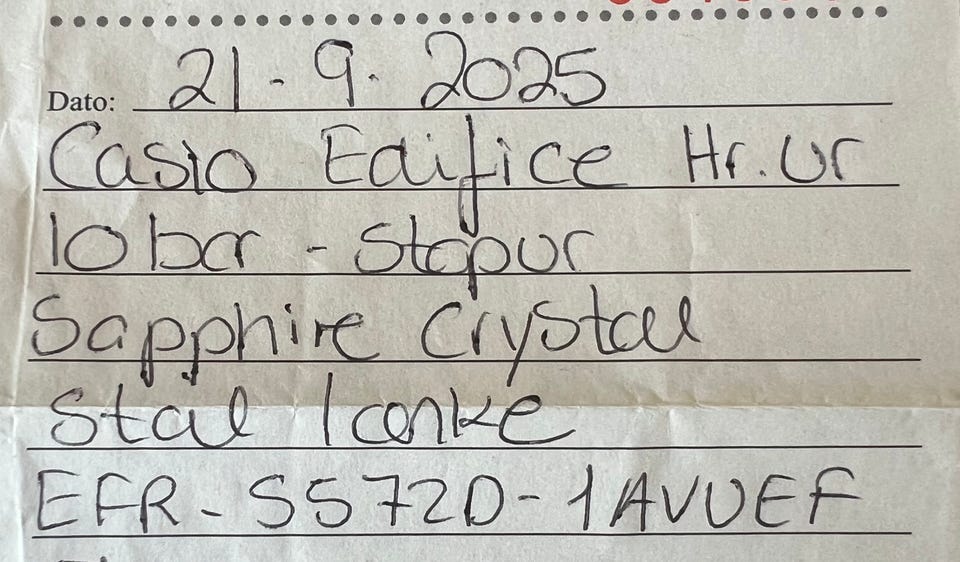 Dato: 21-9. 2025
Casio Edifice Hr.Ur
10 bar - Stopur
Sapphire Crystal
Stål lænke
EFR-S572D-1AVUEF